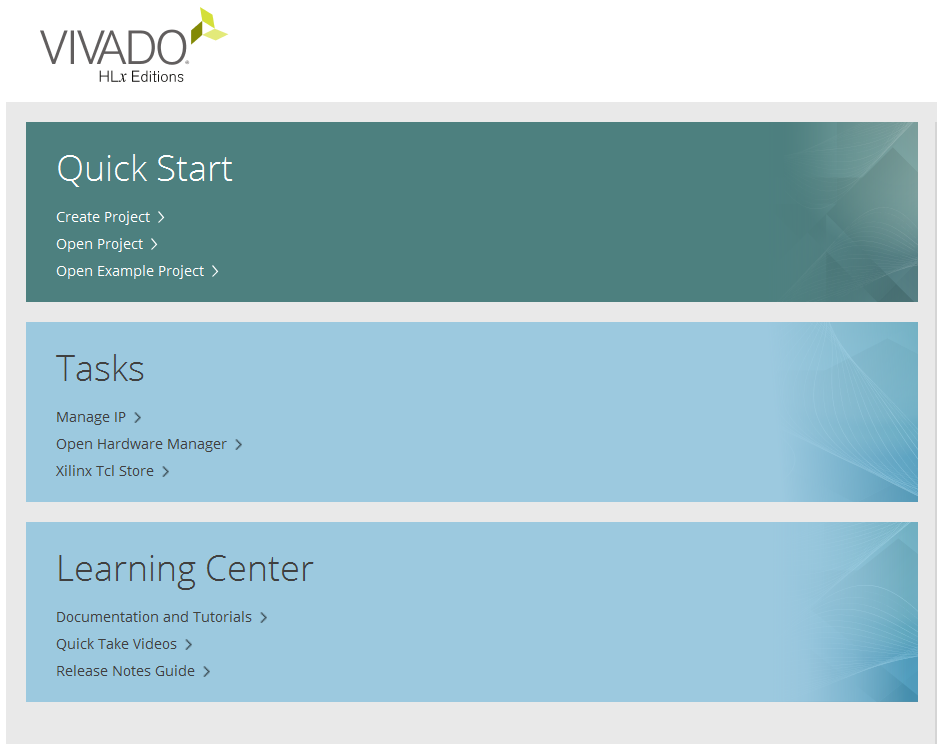 VIVADO
HLx Editions
Quick Start
Create Project
Open Project
Open Example Project
Tasks
Manage IP
Open Hardware Manager
Xilinx Tcl Store
Learning Center
Documentation and Tutorials
Quick Take Videos
Release Notes Guide